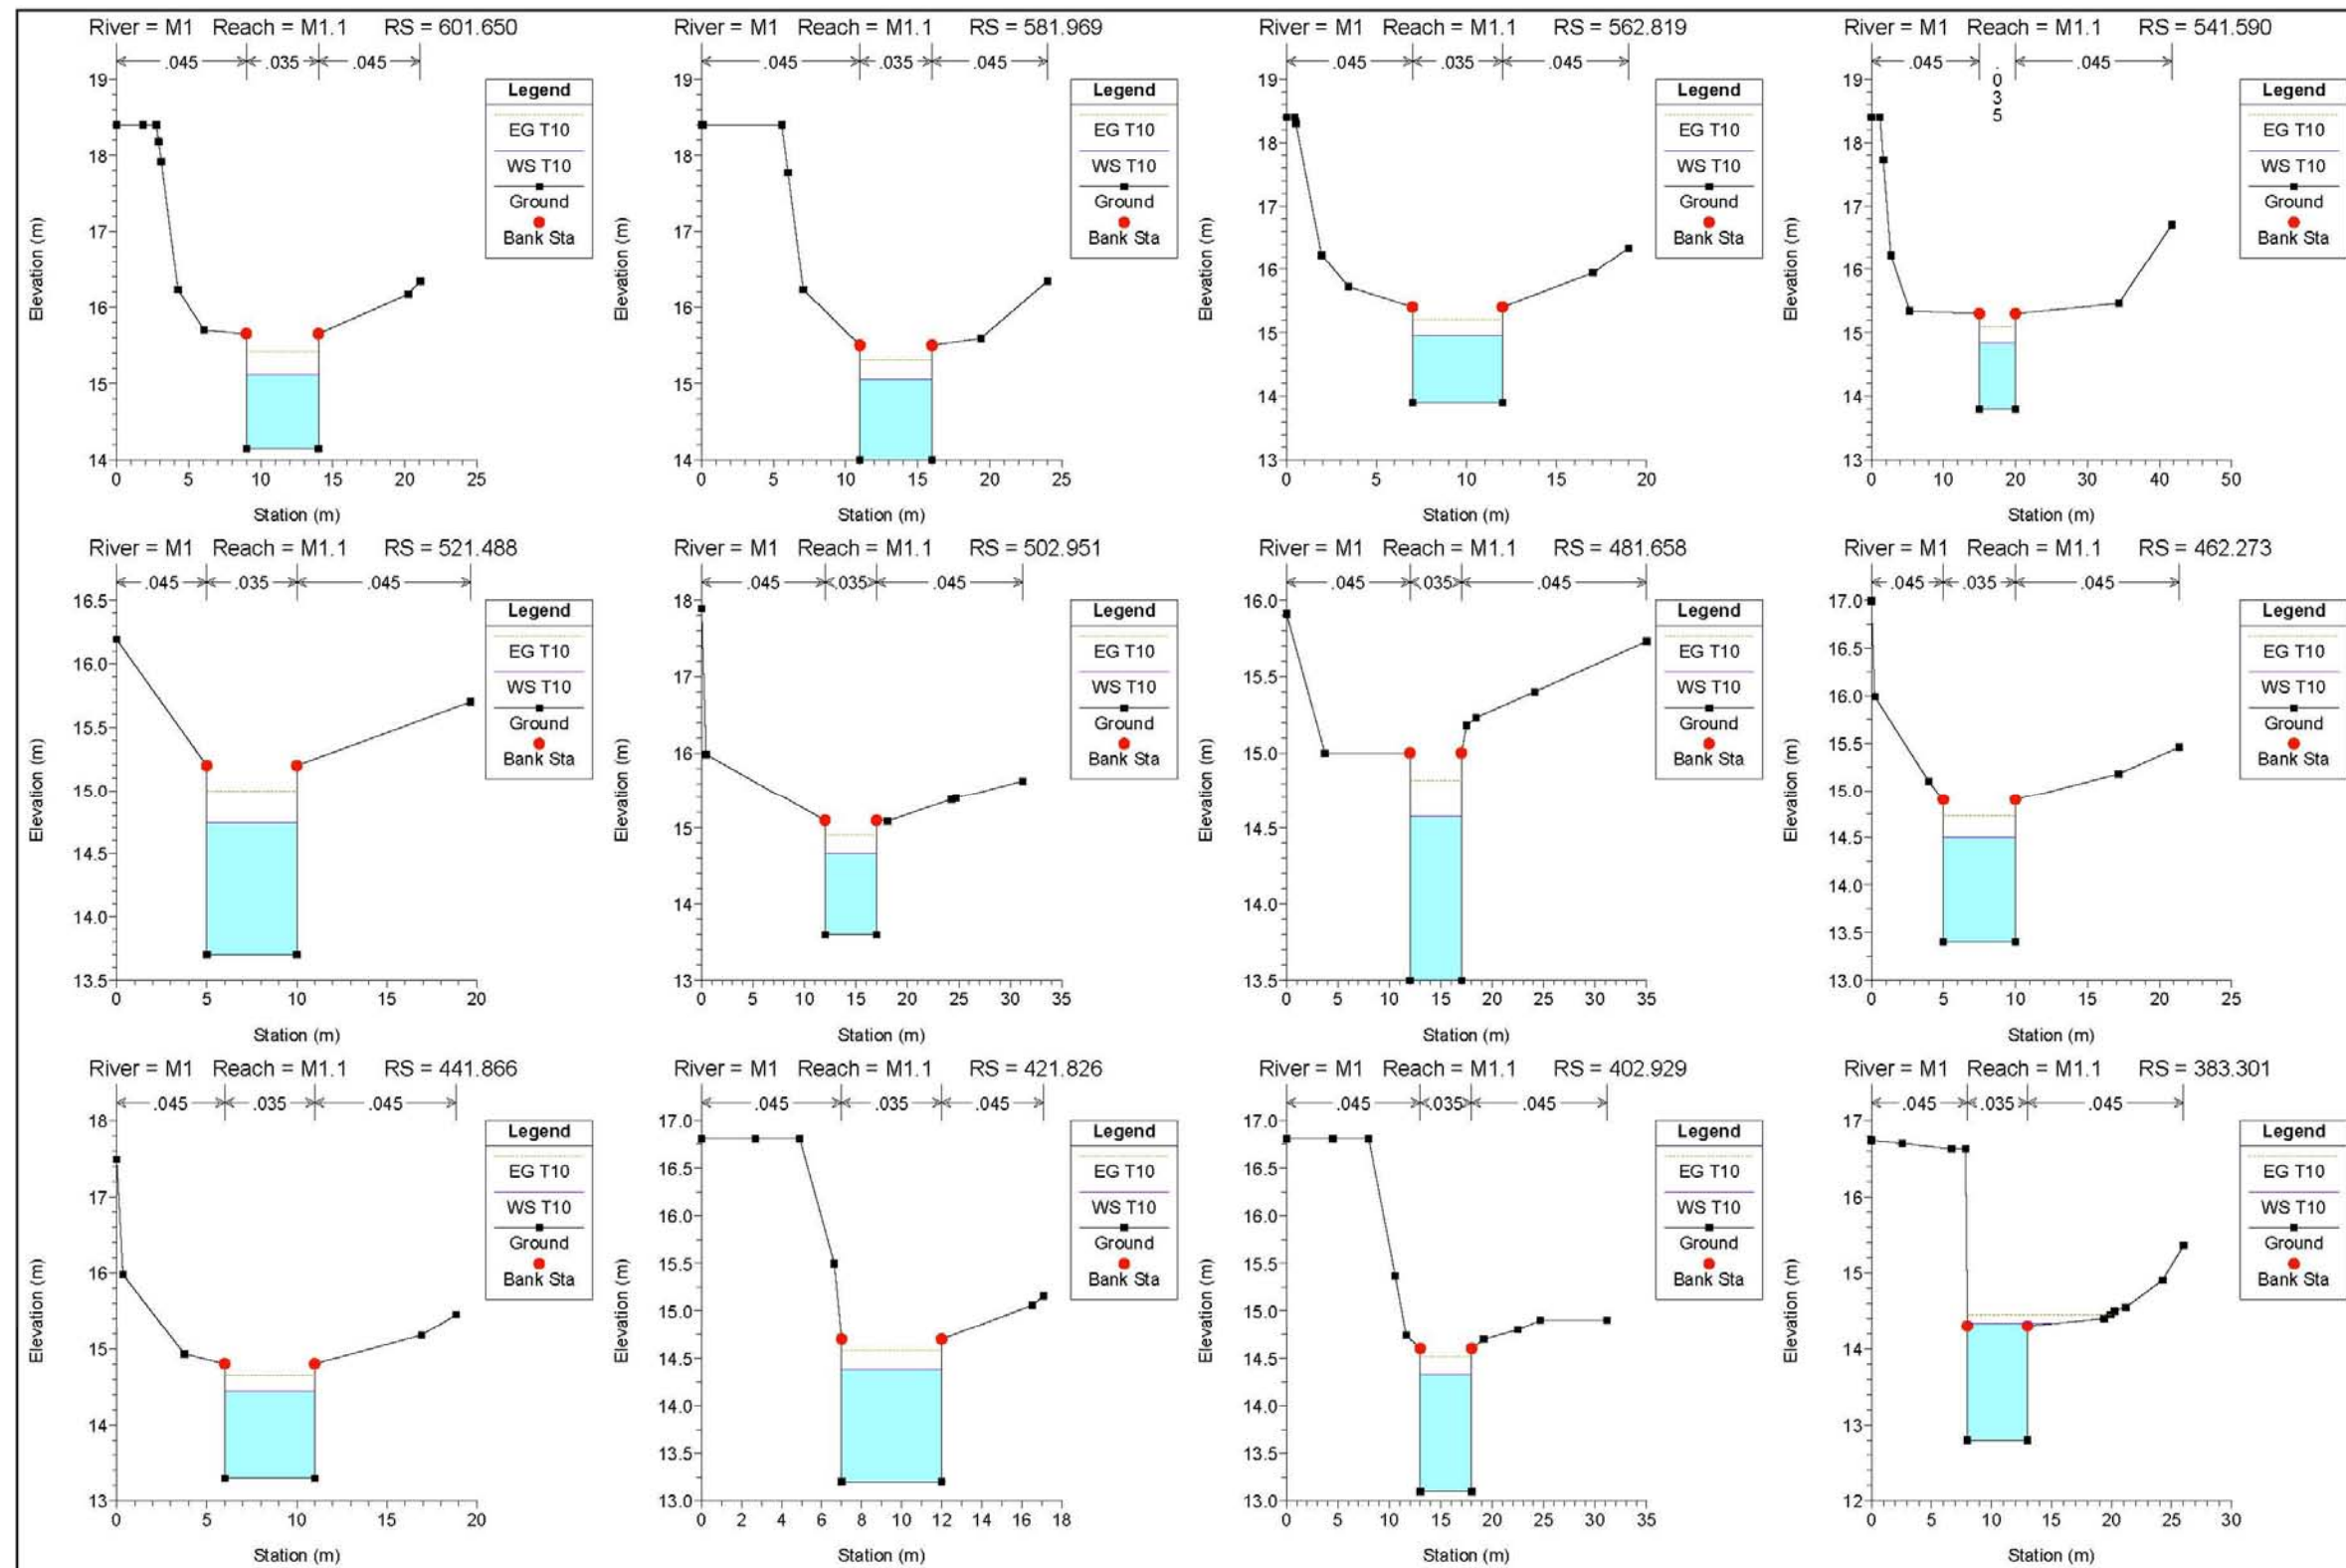 River = M1 Reach = M1.1 RS = 601.650
.045 .035 .045
19
18
17
16
15
14
0 5 10 15 20 25
Elevation (m)
Station (m)
Legend
EG T10
WS T10
Ground
Bank Sta
River = M1 Reach = M1.1 RS = 581.969
.045 .035 .045
19
18
17
16
15
14
0 5 10 15 20 25
Elevation (m)
Station (m)
Legend
EG T10
WS T10
Ground
Bank Sta
River = M1 Reach = M1.1 RS = 562.819
.045 .035 .045
19
18
17
16
15
14
13
0 5 10 15 20
Elevation (m)
Station (m)
Legend
EG T10
WS T10
Ground
Bank Sta
River = M1 Reach = M1.1 RS = 541.590
.045 .035 .045
19
18
17
16
15
14
13
0 10 20 30 40 50
Elevation (m)
Station (m)
Legend
EG T10
WS T10
Ground
Bank Sta
River = M1 Reach = M1.1 RS = 521.488
.045 .035 .045
16.5
16.0
15.5
15.0
14.5
14.0
13.5
0 5 10 15 20
Elevation (m)
Station (m)
Legend
EG T10
WS T10
Ground
Bank Sta
River = M1 Reach = M1.1 RS = 502.951
.045 .035 .045
18
17
16
15
14
13
0 5 10 15 20 25 30 35
Elevation (m)
Station (m)
Legend
EG T10
WS T10
Ground
Bank Sta
River = M1 Reach = M1.1 RS = 481.658
.045 .035 .045
16.0
15.5
15.0
14.5
14.0
13.5
0 5 10 15 20 25 30 35
Elevation (m)
Station (m)
Legend
EG T10
WS T10
Ground
Bank Sta
River = M1 Reach = M1.1 RS = 462.273
.045 .035 .045
17.0
16.5
16.0
15.5
15.0
14.5
14.0
13.5
13.0
0 5 10 15 20 25
Elevation (m)
Station (m)
Legend
EG T10
WS T10
Ground
Bank Sta
River = M1 Reach = M1.1 RS = 441.866
.045 .035 .045
18
17
16
15
14
13
0 5 10 15 20
Elevation (m)
Station (m)
Legend
EG T10
WS T10
Ground
Bank Sta
River = M1 Reach = M1.1 RS = 421.826
.045 .035 .045
17.0
16.5
16.0
15.5
15.0
14.5
14.0
13.5
13.0
0 2 4 6 8 10 12 14 16 18
Elevation (m)
Station (m)
Legend
EG T10
WS T10
Ground
Bank Sta
River = M1 Reach = M1.1 RS = 402.929
.045 .035 .045
17.0
16.5
16.0
15.5
15.0
14.5
14.0
13.5
13.0
0 5 10 15 20 25 30 35
Elevation (m)
Station (m)
Legend
EG T10
WS T10
Ground
Bank Sta
River = M1 Reach = M1.1 RS = 383.301
.045 .035 .045
17
16
15
14
13
12
0 5 10 15 20 25 30
Elevation (m)
Station (m)
Legend
EG T10
WS T10
Ground
Bank Sta